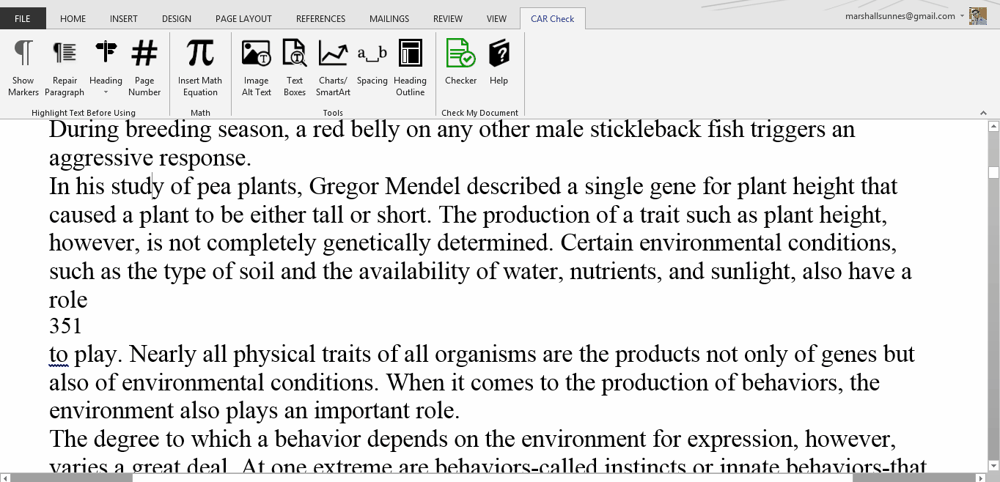 FILE HOME INSERT DESIGN PAGE LAYOUT REFERENCES MAILINGS REVIEW VIEW CAR Check marshallsunnes@gmail.com
Show Markers
Repair Paragraph
Heading
Page Number
Insert Math Equation
Image Alt Text
Text Boxes
Charts/ SmartArt
a b
Spacing
Heading Outline
Checker
Help
Highlight Text Before Using Math Tools Check My Document
During breeding season, a red belly on any other male stickleback fish triggers an
aggressive response.
In his study of pea plants, Gregor Mendel described a single gene for plant height that
caused a plant to be either tall or short. The production of a trait such as plant height,
however, is not completely genetically determined. Certain environmental conditions,
such as the type of soil and the availability of water, nutrients, and sunlight, also have a
role
351
to play. Nearly all physical traits of all organisms are the products not only of genes but
also of environmental conditions. When it comes to the production of behaviors, the
environment also plays an important role.
The degree to which a behavior depends on the environment for expression, however,
varies a great deal. At one extreme are behaviors-called instincts or innate behaviors-that